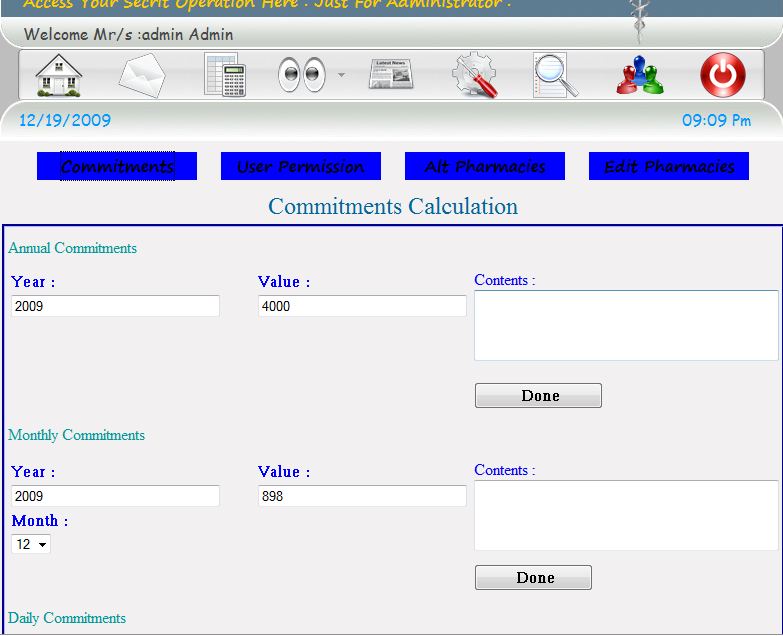 Access Your Secrit Operation Here . Just For Administrator .
Welcome Mr/s :admin Admin
Latest News
12/19/2009 09:09 Pm
Commitments User Permission Alt Pharmacies Edit Pharmacies
Commitments Calculation
Annual Commitments
Year : Value : Contents :
2009 4000
Done
Monthly Commitments
Year : Value : Contents :
2009 898
Month :
12
Done
Daily Commitments